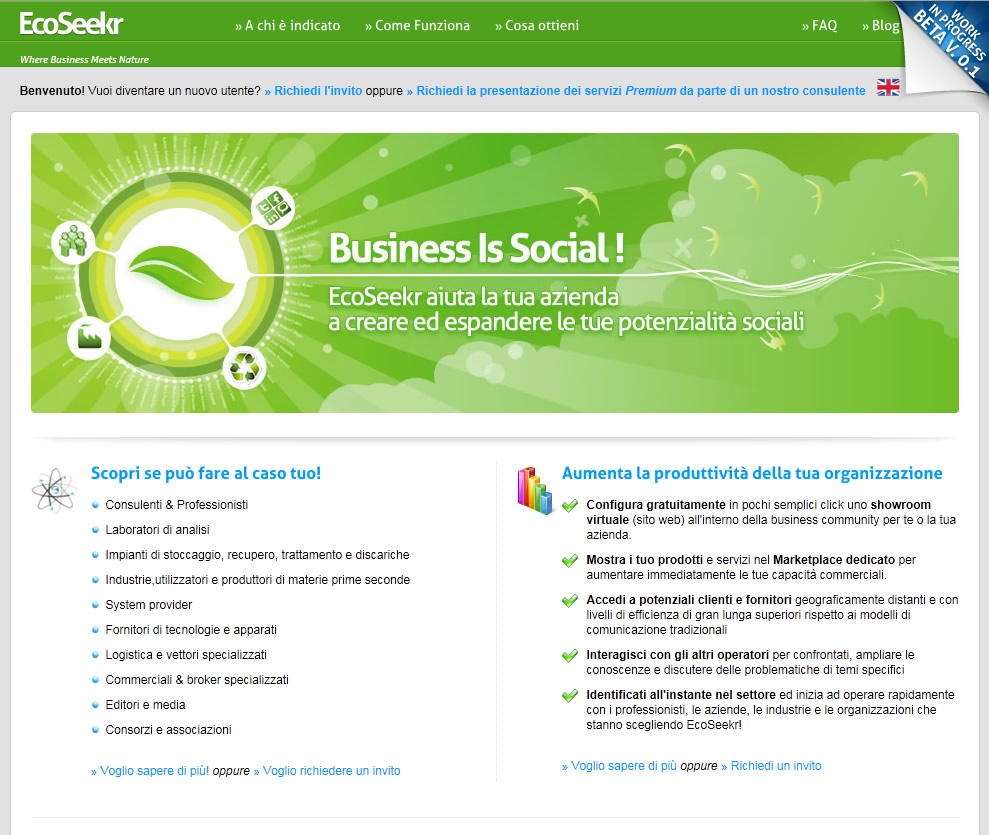 EcoSeekr
» A chi è indicato » Come Funziona » Cosa ottieni » FAQ » Blog
WORK
IN PROGRESS
BETA V. 0.1
Where Business Meets Nature
Benvenuto! Vuoi diventare un nuovo utente? » Richiedi l'invito oppure » Richiedi la presentazione dei servizi Premium da parte di un nostro consulente
Business Is Social !
EcoSeekr aiuta la tua azienda
a creare ed espandere le tue potenzialità sociali
Scopri se può fare al caso tuo!
Consulenti & Professionisti
Laboratori di analisi
Impianti di stoccaggio, recupero, trattamento e discariche
Industrie,utilizzatori e produttori di materie prime seconde
System provider
Fornitori di tecnologie e apparati
Logistica e vettori specializzati
Commerciali & broker specializzati
Editori e media
Consorzi e associazioni
» Voglio sapere di più! oppure » Voglio richiedere un invito
Aumenta la produttività della tua organizzazione
Configura gratuitamente in pochi semplici click uno showroom
virtuale (sito web) all'interno della business community per te o la tua
azienda.
Mostra i tuo prodotti e servizi nel Marketplace dedicato per
aumentare immediatamente le tue capacità commerciali.
Accedi a potenziali clienti e fornitori geograficamente distanti e con
livelli di efficienza di gran lunga superiori rispetto ai modelli di
comunicazione tradizionali
Interagisci con gli altri operatori per confrontati, ampliare le
conoscenze e discutere delle problematiche di temi specifici
Identificati all'instante nel settore ed inizia ad operare rapidamente
con i professionisti, le aziende, le industrie e le organizzazioni che
stanno scegliendo EcoSeekr!
» Voglio sapere di più oppure » Richiedi un invito